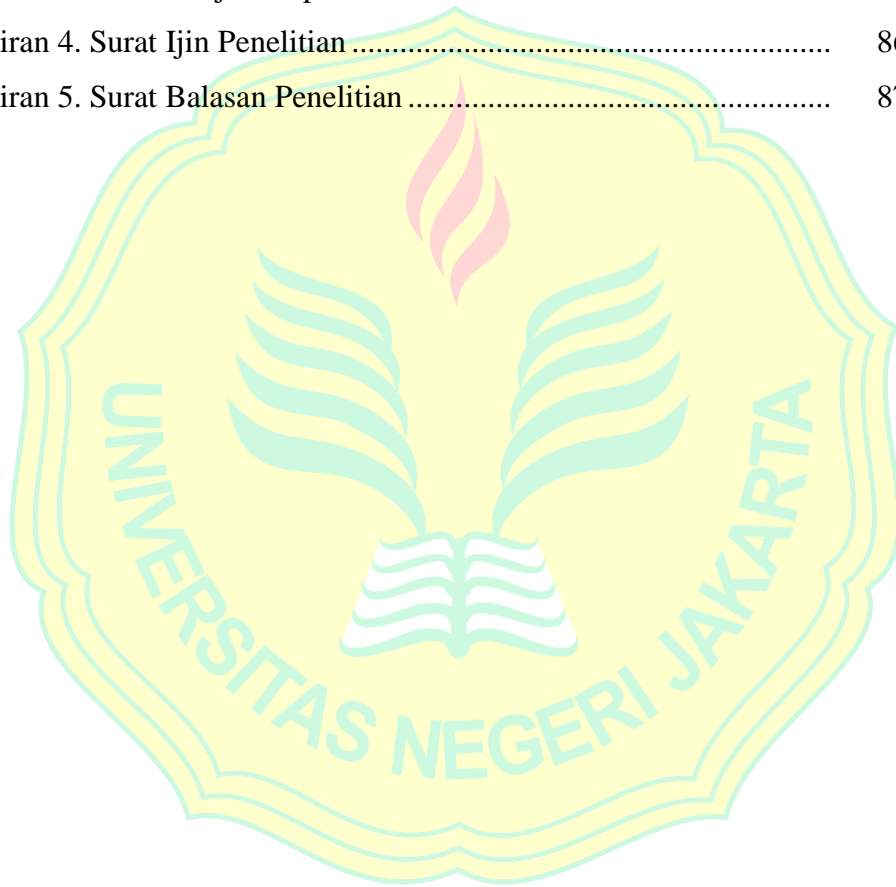 iran 4. Surat Ijin Penelitian ............................................................ 8
iran 5. Surat Balasan Penelitian ..................................................... 8
UNIVERSITAS NEGERI JAKARTA